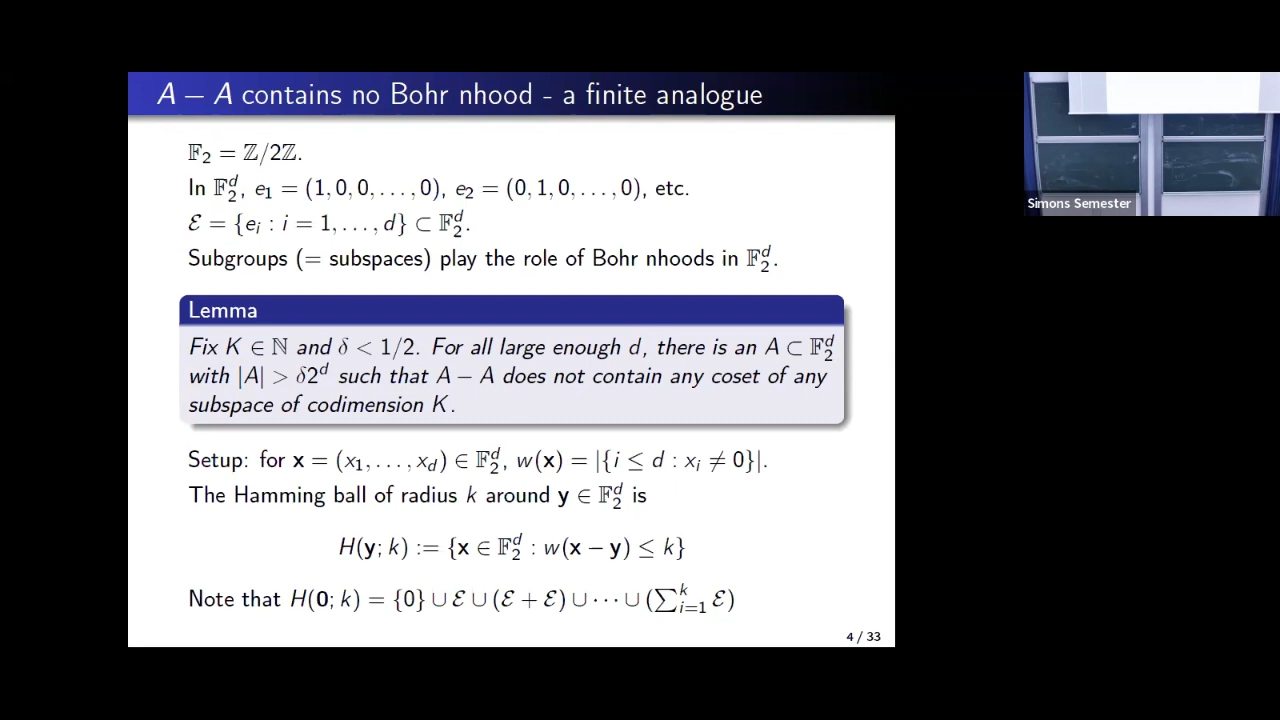 A − A contains no Bohr nhood - a finite analogue
𝔽₂ = ℤ/2ℤ.
In 𝔽₂ᵈ, e₁ = (1, 0, 0, …, 0), e₂ = (0, 1, 0, …, 0), etc.
ℰ = {eᵢ : i = 1, …, d} ⊂ 𝔽₂ᵈ.
Subgroups (= subspaces) play the role of Bohr nhoods in 𝔽₂ᵈ.
Lemma
Fix K ∈ ℕ and δ < 1/2. For all large enough d, there is an A ⊂ 𝔽₂ᵈ
with |A| > δ2ᵈ such that A − A does not contain any coset of any
subspace of codimension K.
Setup: for 𝐱 = (x₁, …, x_d) ∈ 𝔽₂ᵈ, w(𝐱) = |{i ≤ d : xᵢ ≠ 0}|.
The Hamming ball of radius k around 𝐲 ∈ 𝔽₂ᵈ is
H(𝐲; k) := {𝐱 ∈ 𝔽₂ᵈ : w(𝐱 − 𝐲) ≤ k}
Note that H(𝟎; k) = {0} ∪ ℰ ∪ (ℰ + ℰ) ∪ ⋯ ∪ (∑ᵢ₌₁ᵏ ℰ)
4 / 33
Simons Semester